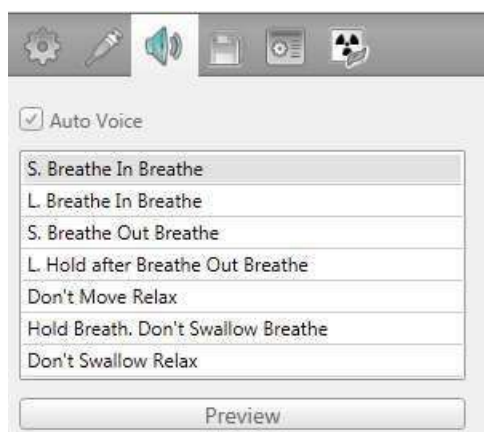 Auto Voice
S. Breathe In Breathe
L. Breathe In Breathe
S. Breathe Out Breathe
L. Hold after Breathe Out Breathe
Don't Move Relax
Hold Breath. Don't Swallow Breathe
Don't Swallow Relax
Preview